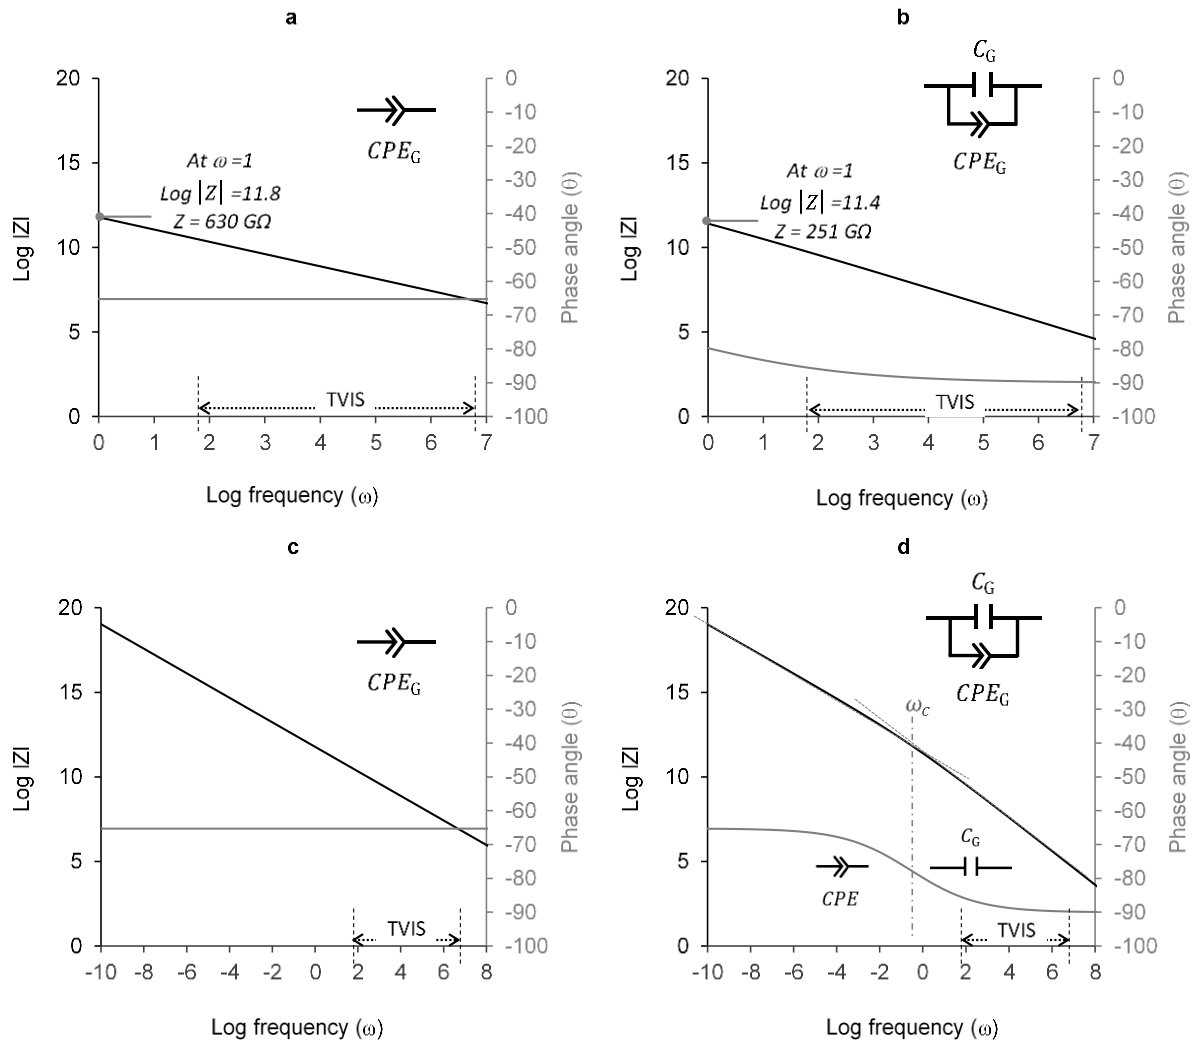 a
20
15
10
5
0
Log IZI
0
-10
-20
-30
-40
-50
-60
-70
-80
-90
-100
Phase angle (θ)
CPE_G
At ω =1
Log |Z| =11.8
Z = 630 GΩ
TVIS
0 1 2 3 4 5 6 7
Log frequency (ω)
b
20
15
10
5
0
Log IZI
0
-10
-20
-30
-40
-50
-60
-70
-80
-90
-100
Phase angle (θ)
C_G
CPE_G
At ω =1
Log |Z| =11.4
Z = 251 GΩ
TVIS
0 1 2 3 4 5 6 7
Log frequency (ω)
c
20
15
10
5
0
Log IZI
0
-10
-20
-30
-40
-50
-60
-70
-80
-90
-100
Phase angle (θ)
CPE_G
TVIS
-10 -8 -6 -4 -2 0 2 4 6 8
Log frequency (ω)
d
20
15
10
5
0
Log IZI
0
-10
-20
-30
-40
-50
-60
-70
-80
-90
-100
Phase angle (θ)
C_G
CPE_G
ω_C
C_G
CPE
TVIS
-10 -8 -6 -4 -2 0 2 4 6 8
Log frequency (ω)